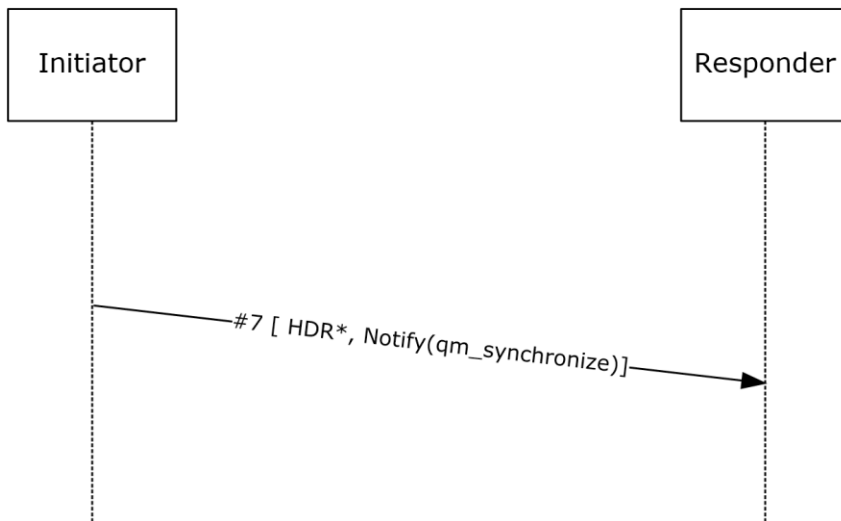 Initiator
Responder
#7 [ HDR*, Notify(qm_synchronize)]